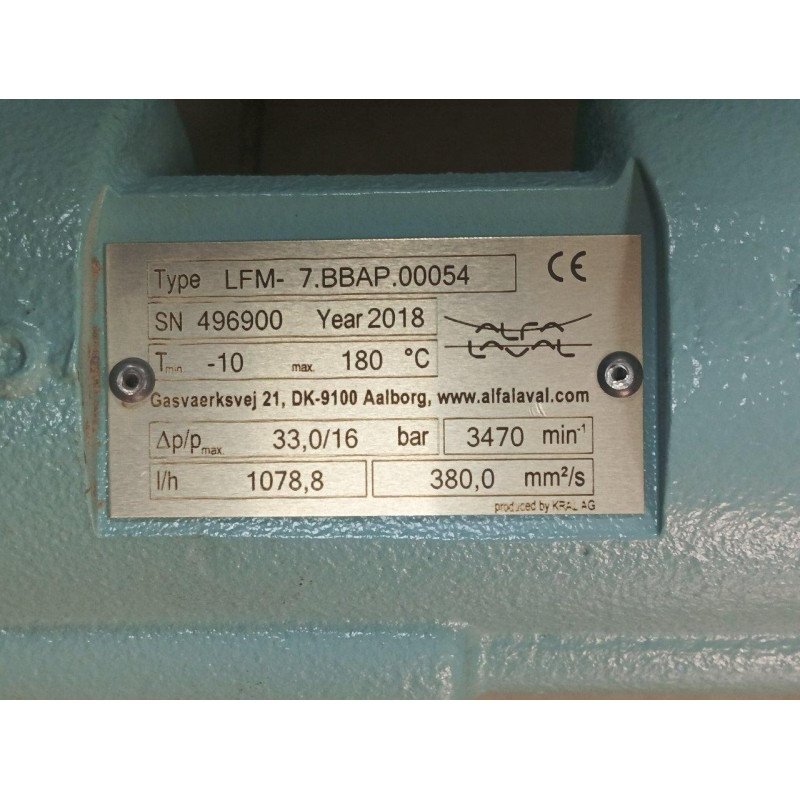 Type LFM- 7.BBAP.00054
CE
SN 496900 Year 2018
ALFA
LAVAL
Tmin -10 max. 180 °C
Gasvaerksvej 21, DK-9100 Aalborg, www.alfalaval.com
Δp/pmax. 33,0/16 bar 3470 min-1
l/h 1078,8 380,0 mm²/s
produced by KRAL AG